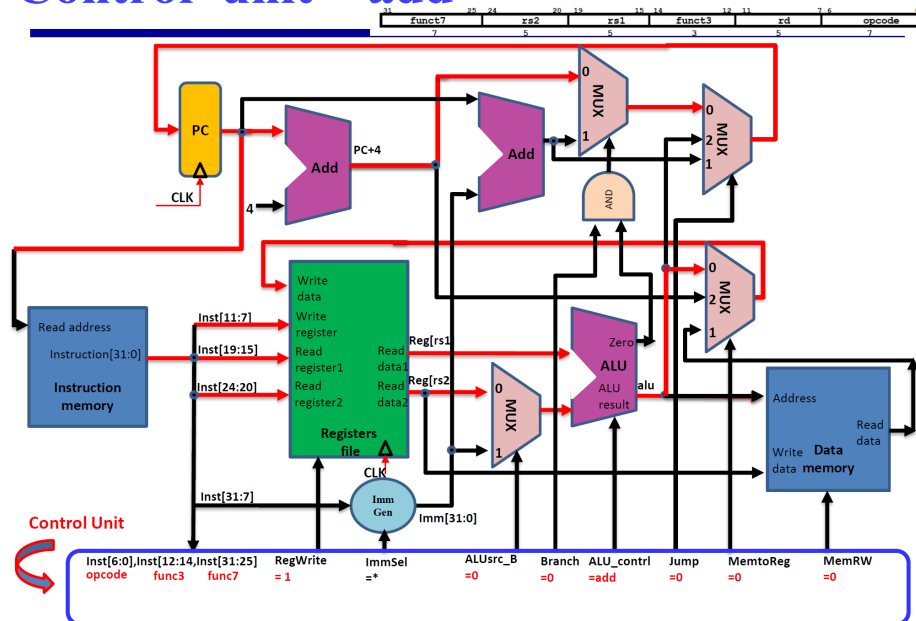 Control unit - add
31 25 24 20 19 15 14 12 11 7 6
funct7 rs2 rs1 funct3 rd opcode
7 5 5 3 5 7
PC
CLK
Add
PC+4
4
Add
0
MUX
1
AND
0
2
1
MUX
Read address
Instruction[31:0]
Instruction
memory
Inst[11:7]
Inst[19:15]
Inst[24:20]
Inst[31:7]
Write
data
Write
register
Read
register1
Read
register2
Read
data1
Read
data2
Registers
file
CLK
Reg[rs1
Reg[rs2
0
MUX
1
Zero
ALU
ALU
result
alu
0
2
1
MUX
Address
Read
data
Write
data
Data
memory
Imm
Gen
Imm[31:0]
Control Unit
Inst[6:0],Inst[12:14,Inst[31:25] RegWrite ImmSel ALUsrc_B Branch ALU_contrl Jump MemtoReg MemRW
opcode func3 func7 = 1 =* =0 =0 =add =0 =0 =0